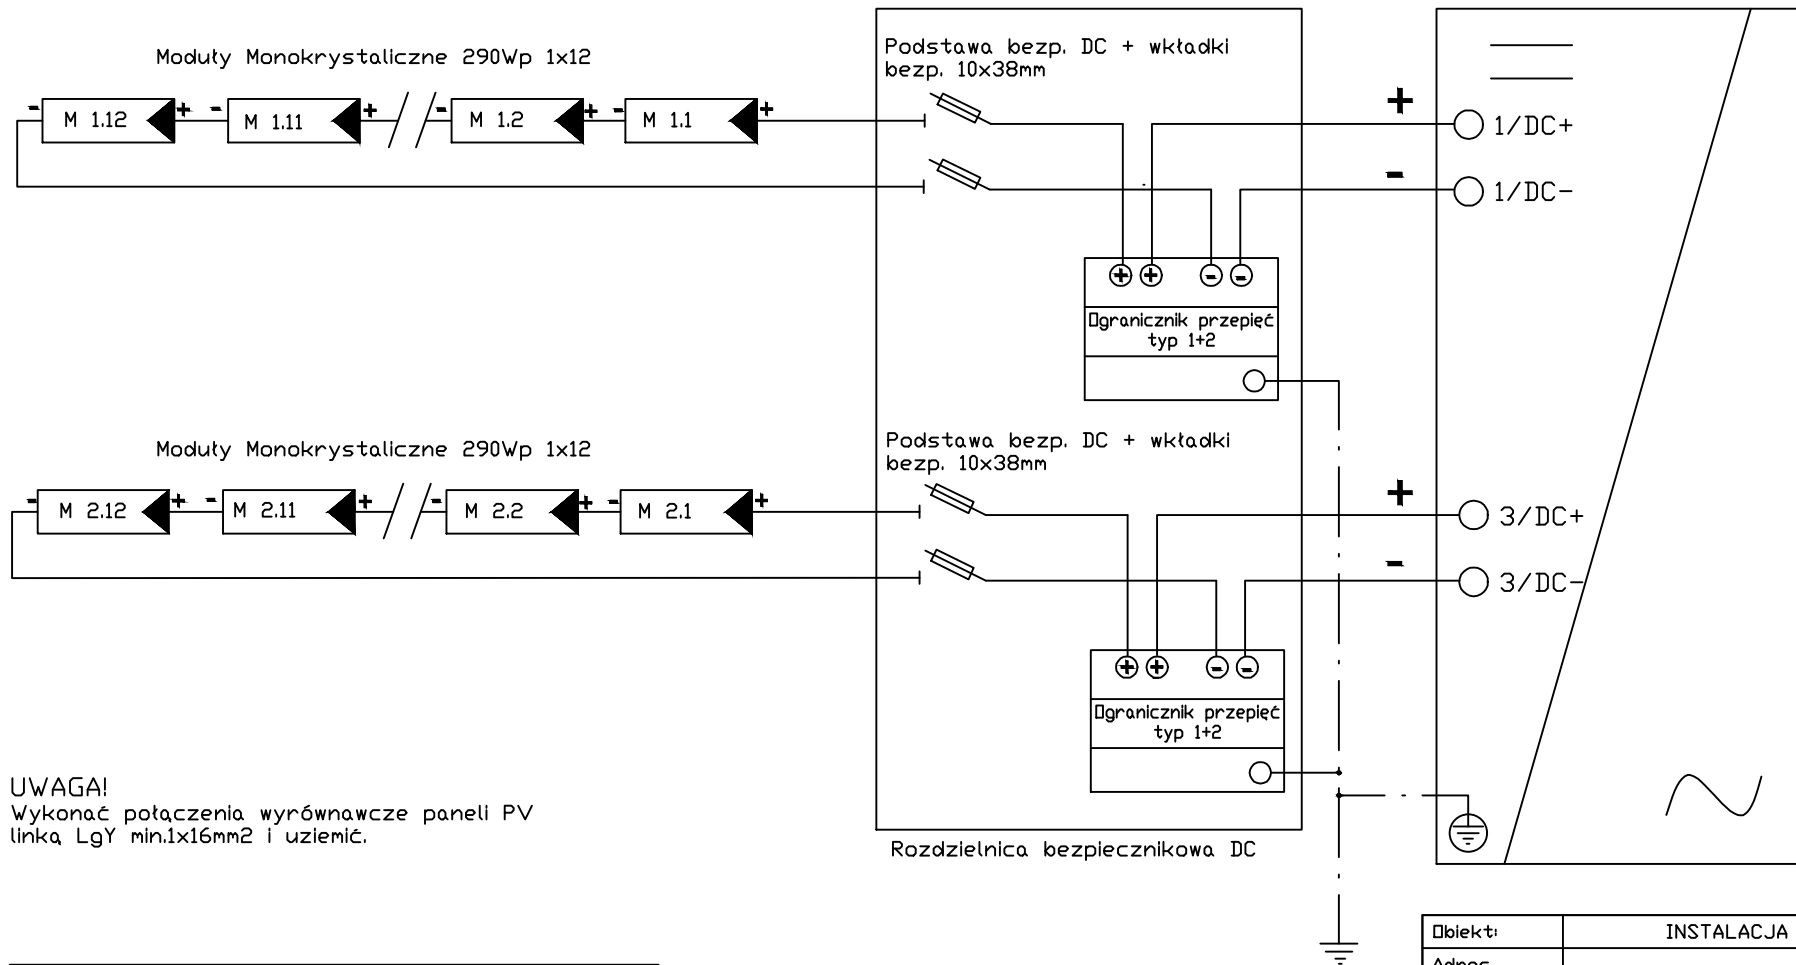 Moduły Monokrystaliczne 290Wp 1x12
Podstawa bezp. DC + wkładki
bezp. 10x38mm
- M 1.12 + - M 1.11 + - M 1.2 + - M 1.1 +
+ 1/DC+
- 1/DC-
+ + - -
Ogranicznik przepięć
typ 1+2
Moduły Monokrystaliczne 290Wp 1x12
Podstawa bezp. DC + wkładki
bezp. 10x38mm
- M 2.12 + - M 2.11 + - M 2.2 + - M 2.1 +
+ 3/DC+
- 3/DC-
+ + - -
Ogranicznik przepięć
typ 1+2
UWAGA!
Wykonać połączenia wyrównawcze paneli PV
linką LgY min.1x16mm2 i uziemić.
Rozdzielnica bezpiecznikowa DC
Obiekt: INSTALACJA